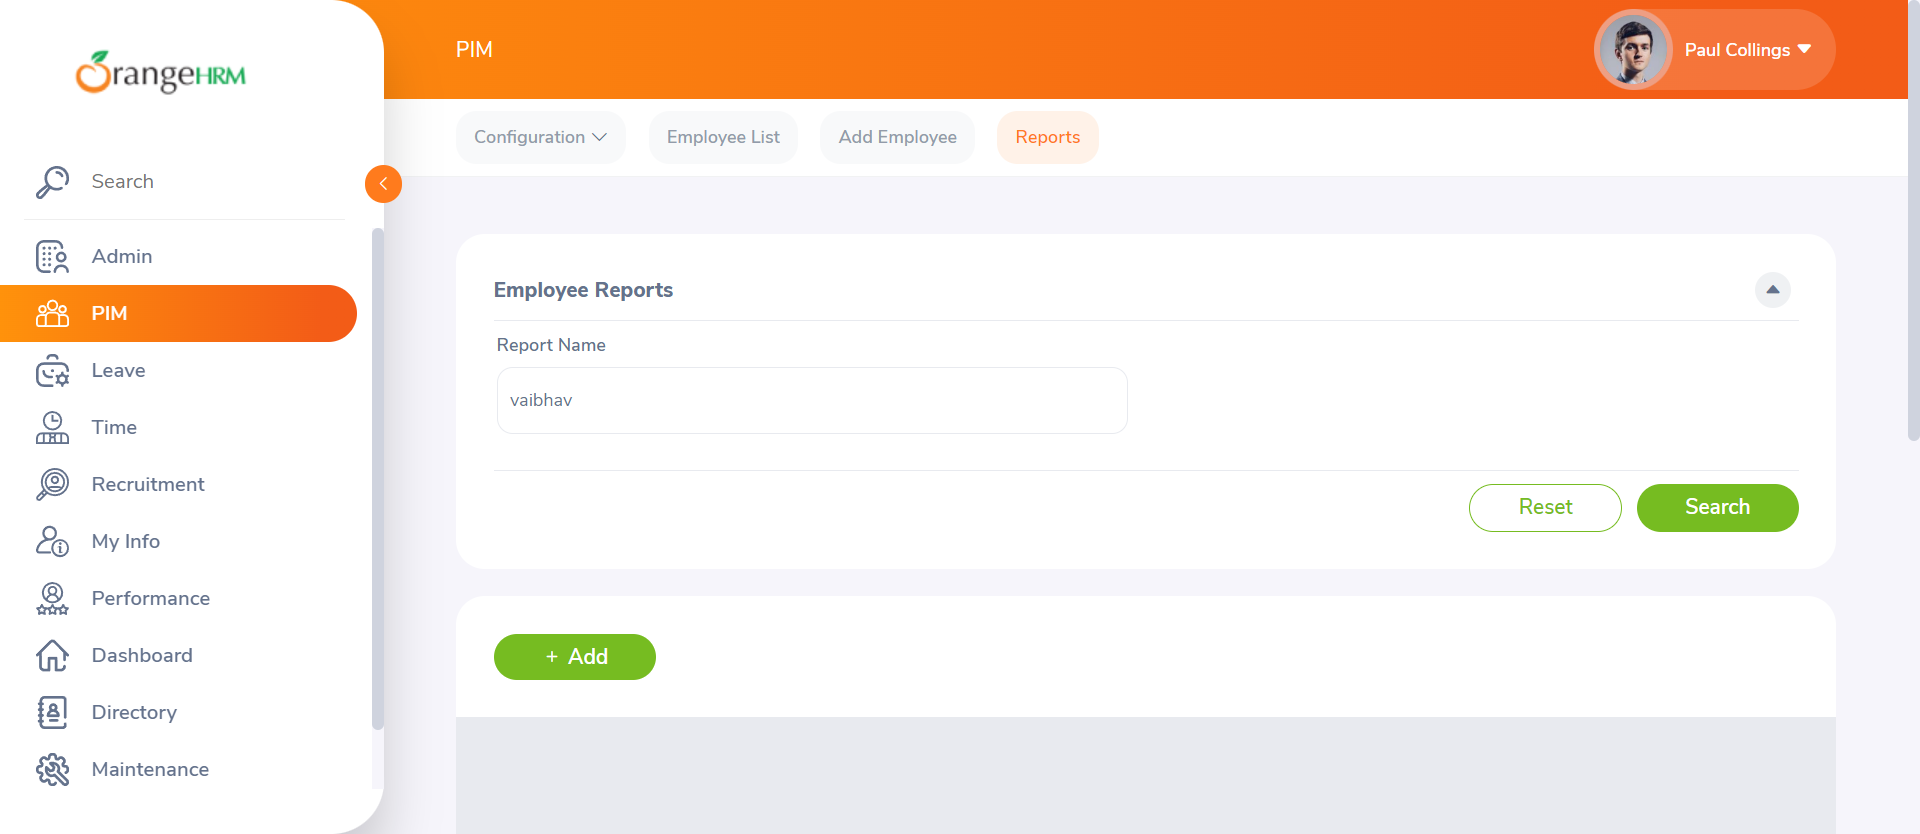 OrangeHRM
PIM
Paul Collings
Configuration
Employee List
Add Employee
Reports
Search
Admin
PIM
Leave
Time
Recruitment
My Info
Performance
Dashboard
Directory
Maintenance
Employee Reports
Report Name
vaibhav
Reset
Search
+ Add